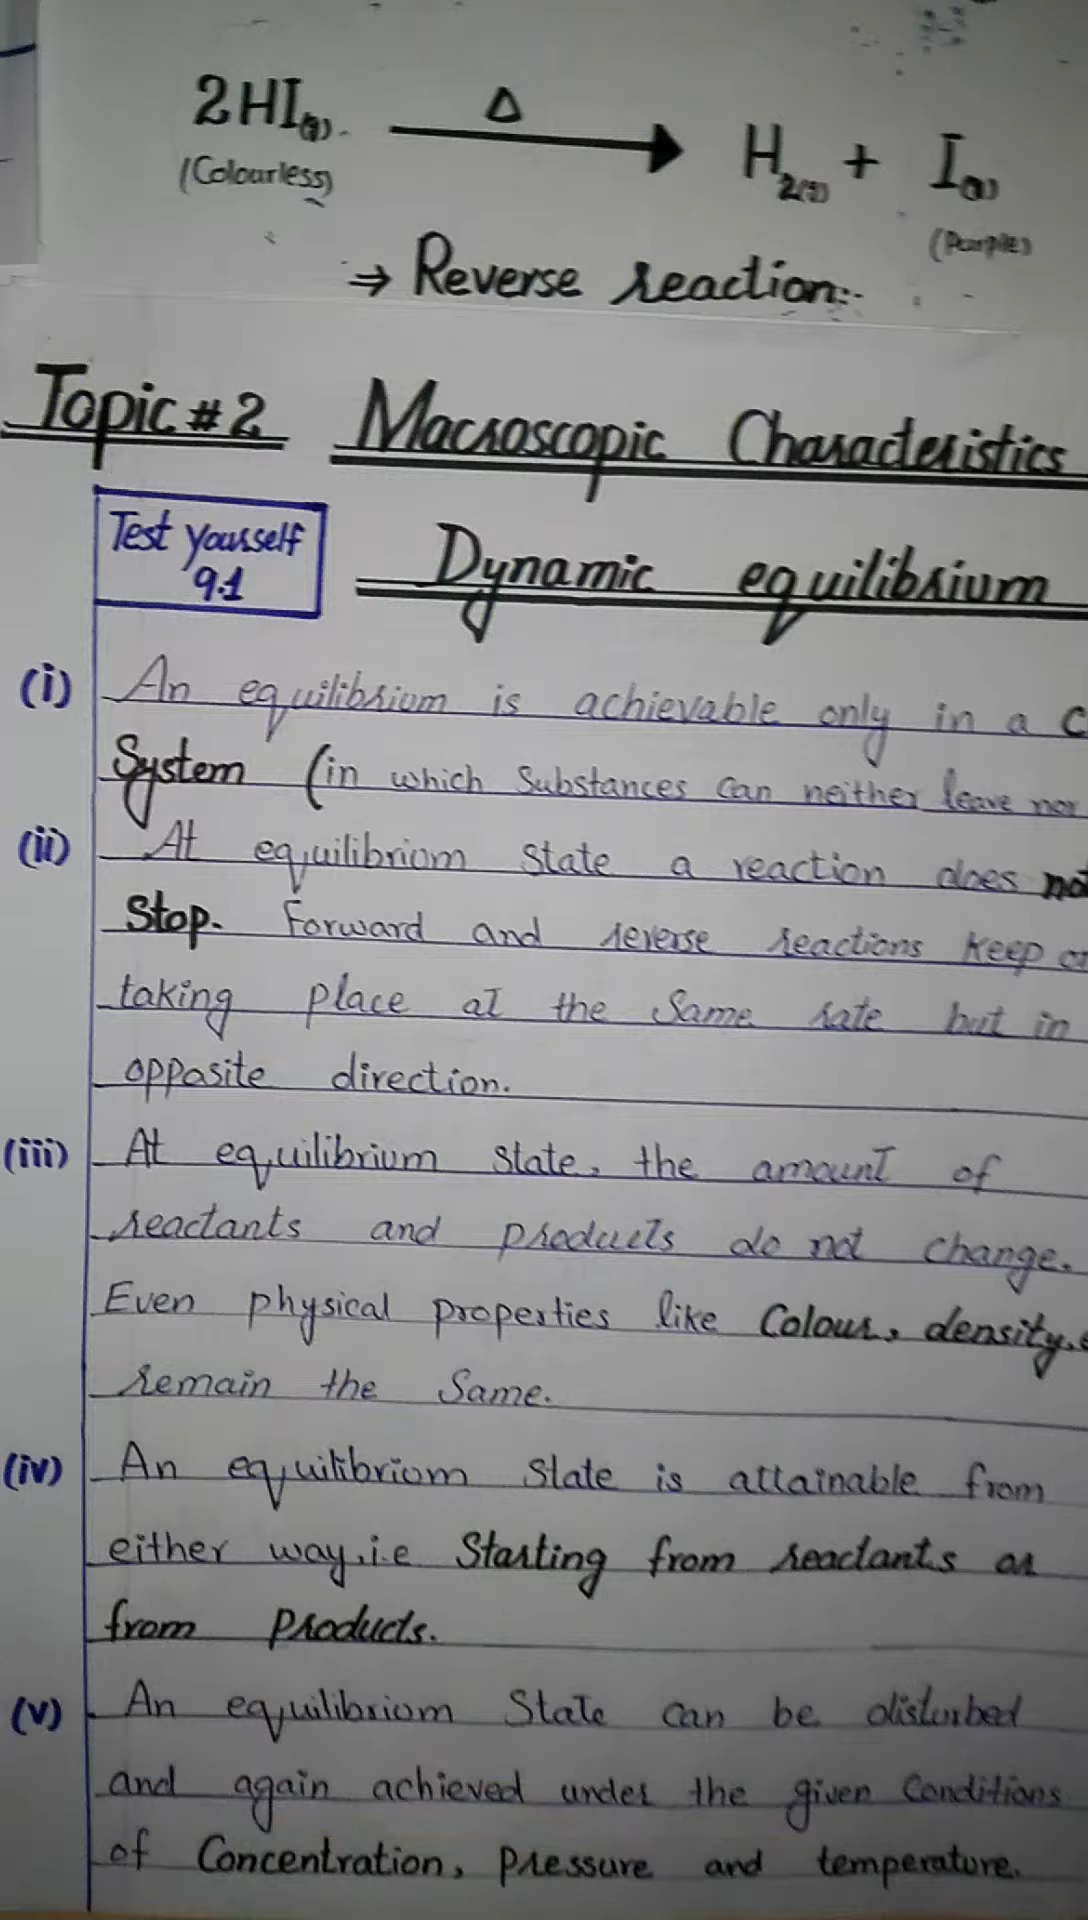 2HI(g) Δ → H2(g) + I(g)
(Colourless) (Purple)
⇒ Reverse reaction:
Topic #2 Macroscopic Characteristics
Test yourself
9.1
Dynamic equilibrium
(i) An equilibrium is achievable only in a C
System (in which Substances can neither leave nor
(ii) At equilibriom state a reaction does not
Stop. Forward and reverse reactions keep on
taking place at the same rate but in
opposite direction.
(iii) At equilibrium state, the amount of
reactants and products do not change.
Even physical properties like Colour, density,
remain the Same.
(iv) An equilibriom State is attainable from
either way, i.e Starting from reactants or
from products.
(v) An equilibriom State can be disturbed
and again achieved under the given Conditions
of Concentration, Pressure and temperature.